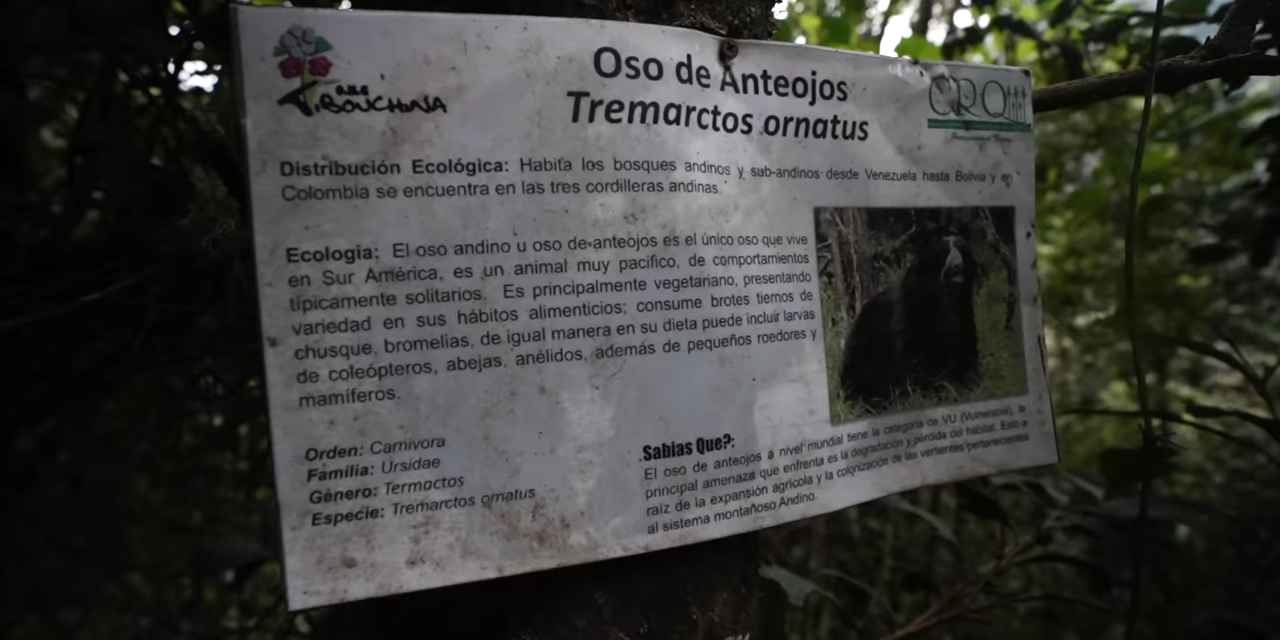 Oso de Anteojos
Tremarctos ornatus
TIBOUCHINA
CRQ
Distribución Ecológica: Habita los bosques andinos y sub-andinos desde Venezuela hasta Bolivia y en
Colombia se encuentra en las tres cordilleras andinas.
Ecología: El oso andino u oso de anteojos es el único oso que vive
en Sur América, es un animal muy pacifico, de comportamientos
típicamente solitarios. Es principalmente vegetariano, presentando
variedad en sus hábitos alimenticios; consume brotes tiernos de
chusque, bromelias, de igual manera en su dieta puede incluir larvas
de coleópteros, abejas, anélidos, además de pequeños roedores y
mamíferos.
Orden: Carnivora
Familia: Ursidae
Género: Termactos
Especie: Tremarctos ornatus
Sabias Que?:
El oso de anteojos a nivel mundial tiene la categoria de VU (Vulnerable), la
principal amenaza que enfrenta es la degradación y pérdida del hábitat. Esto a
raíz de la expansión agrícola y la colonización de las vertientes pertenecientes
al sistema montañoso Andino.